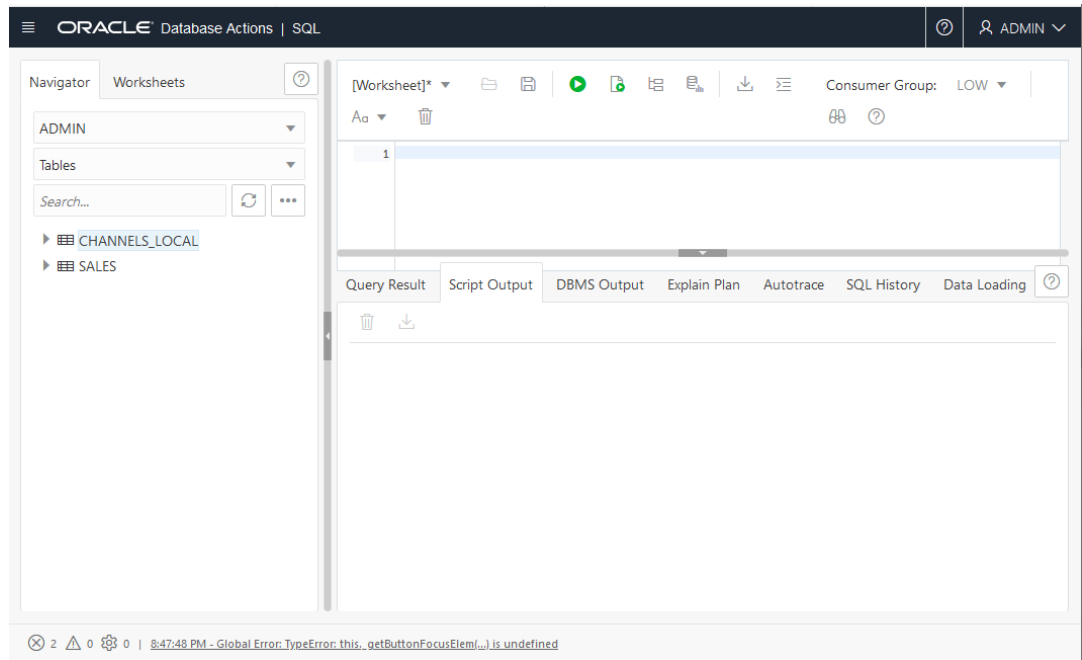 ORACLE Database Actions | SQL
ADMIN
Navigator Worksheets
ADMIN
Tables
Search...
CHANNELS_LOCAL
SALES
[Worksheet]* Consumer Group: LOW
Aa
1
Query Result Script Output DBMS Output Explain Plan Autotrace SQL History Data Loading
2 0 0 | 8:47:48 PM - Global Error: TypeError: this._getButtonFocusElem(...) is undefined